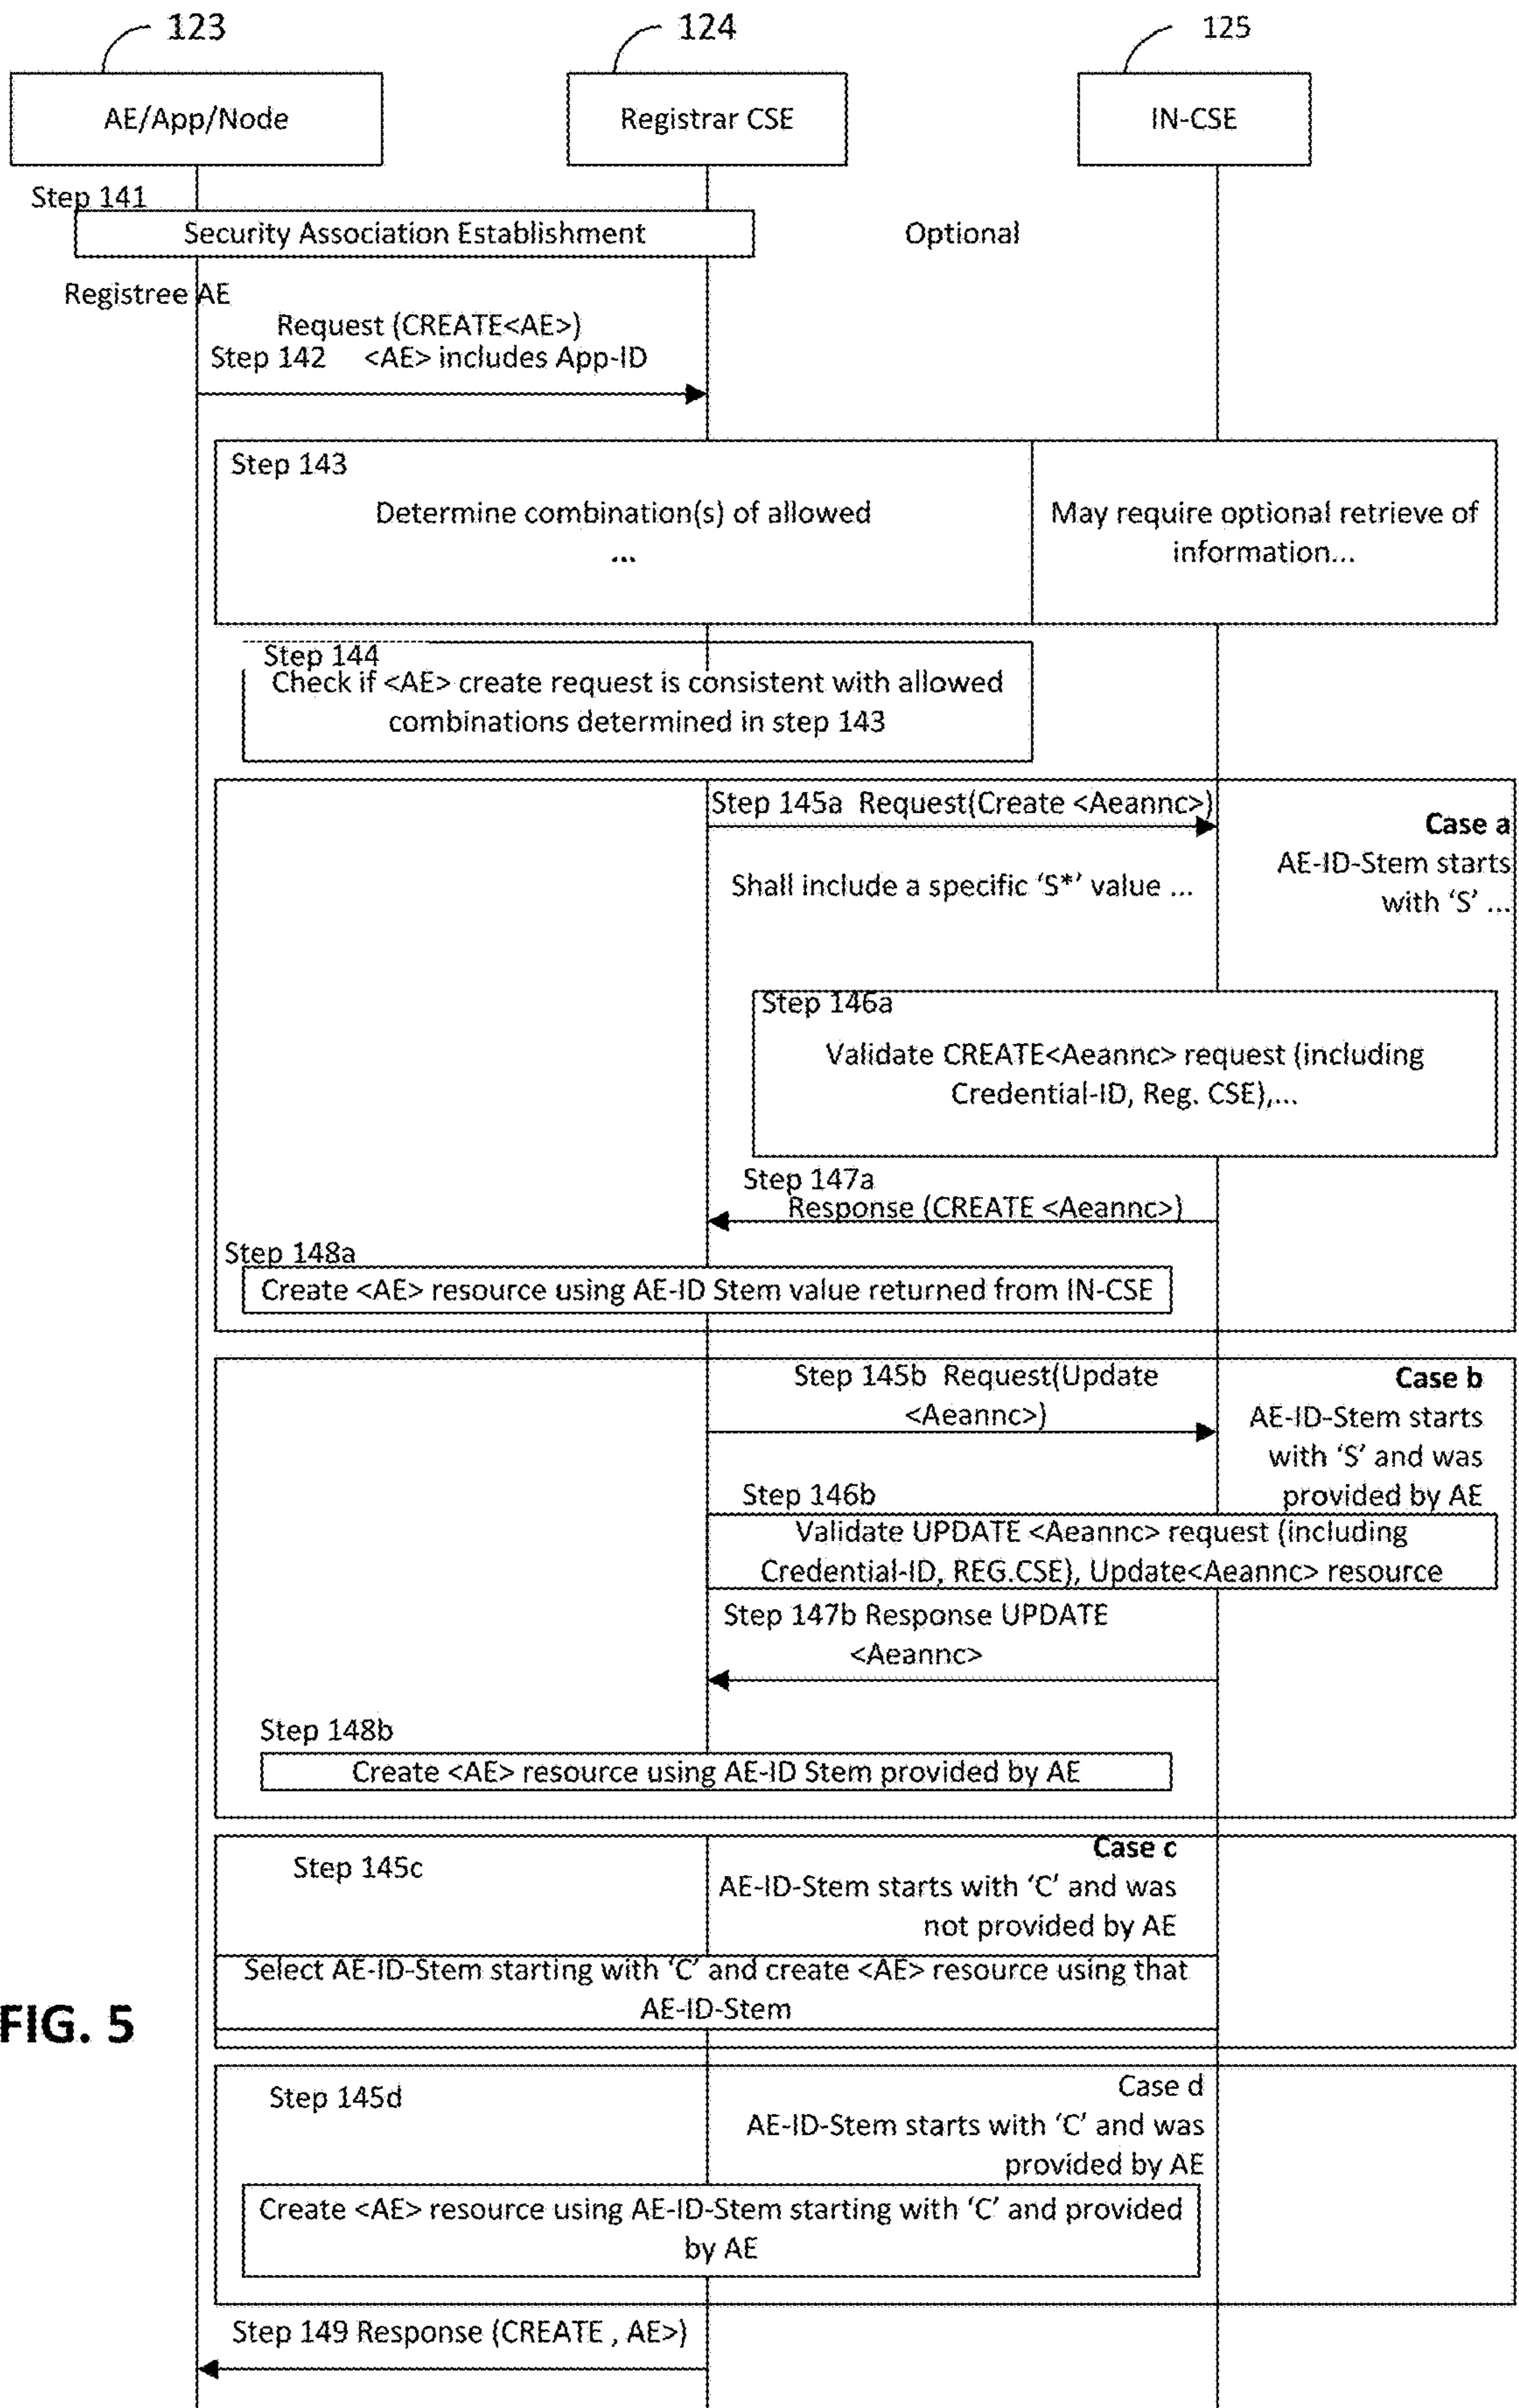 123
124
125
AE/App/Node
Registrar CSE
IN-CSE
Step 141
Security Association Establishment
Optional
Registree AE
Request (CREATE<AE>)
Step 142 <AE> includes App-ID
Step 143
Determine combination(s) of allowed
...
May require optional retrieve of
information...
Step 144
Check if <AE> create request is consistent with allowed
combinations determined in step 143
Step 145a Request(Create <Aeannc>)
Case a
AE-ID-Stem starts
with ‘S’ ...
Shall include a specific ‘S*’ value ...
Step 146a
Validate CREATE<Aeannc> request (including
Credential-ID, Reg. CSE),...
Step 147a
Response (CREATE <Aeannc>)
Step 148a
Create <AE> resource using AE-ID Stem value returned from IN-CSE
Step 145b Request(Update
<Aeannc>)
Case b
AE-ID-Stem starts
with ‘S’ and was
provided by AE
Step 146b
Validate UPDATE <Aeannc> request (including
Credential-ID, REG.CSE), Update<Aeannc> resource
Step 147b Response UPDATE
<Aeannc>
Step 148b
Create <AE> resource using AE-ID Stem provided by AE
Step 145c
Case c
AE-ID-Stem starts with ‘C’ and was
not provided by AE
Select AE-ID-Stem starting with ‘C’ and create <AE> resource using that
AE-ID-Stem
FIG. 5
Step 145d
Case d
AE-ID-Stem starts with ‘C’ and was
provided by AE
Create <AE> resource using AE-ID-Stem starting with ‘C’ and provided
by AE
Step 149 Response (CREATE , AE>)